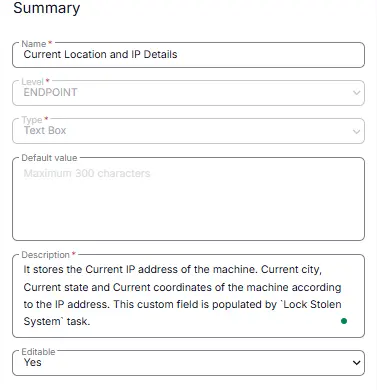 Summary
Name *
Current Location and IP Details
Level *
ENDPOINT
Type *
Text Box
Default value
Maximum 300 characters
Description *
It stores the Current IP address of the machine. Current city,
Current state and Current coordinates of the machine according
to the IP address. This custom field is populated by `Lock Stolen
System` task.
Editable
Yes